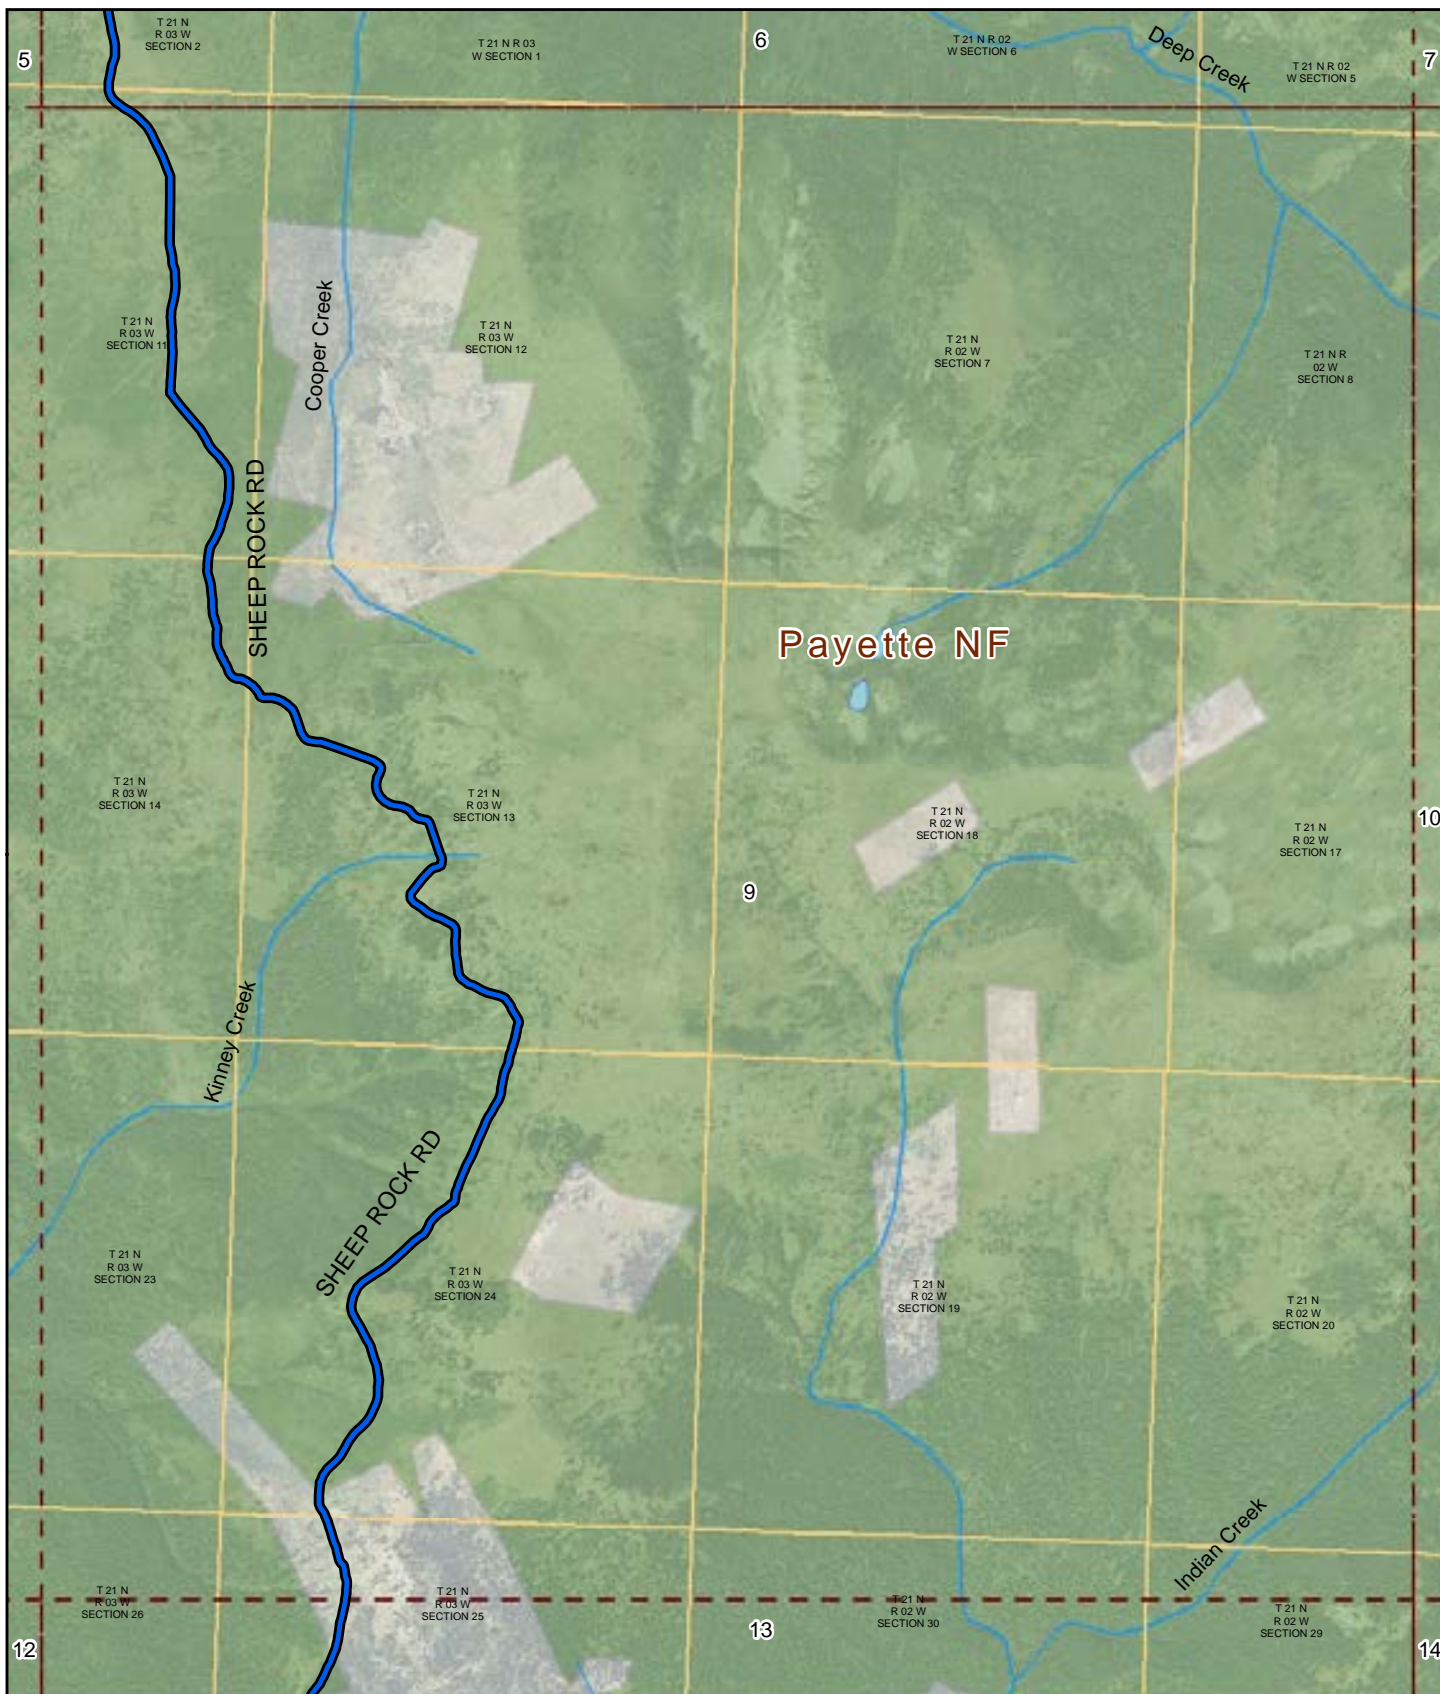 T 21 N
R 03 W
SECTION 2
T 21 N R 03
W SECTION 1
6
T 21 N R 02
W SECTION 6
Deep Creek
T 21 N R 02
W SECTION 5
5
7
T 21 N
R 03 W
SECTION 11
Cooper Creek
T 21 N
R 03 W
SECTION 12
T 21 N
R 02 W
SECTION 7
T 21 N R
02 W
SECTION 8
SHEEP ROCK RD
Payette NF
T 21 N
R 03 W
SECTION 14
T 21 N
R 03 W
SECTION 13
T 21 N
R 02 W
SECTION 18
T 21 N
R 02 W
SECTION 17
10
9
Kinney Creek
SHEEP ROCK RD
T 21 N
R 03 W
SECTION 23
T 21 N
R 03 W
SECTION 24
T 21 N
R 02 W
SECTION 19
T 21 N
R 02 W
SECTION 20
Indian Creek
T 21 N
R 03 W
SECTION 26
T 21 N
R 03 W
SECTION 25
T 21 N
R 02 W
SECTION 30
T 21 N
R 02 W
SECTION 29
12
13
14